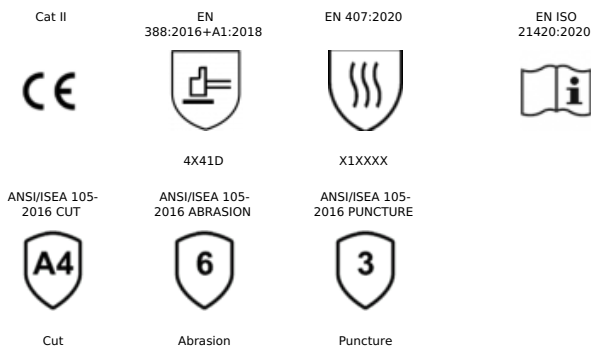 Cat II
EN
388:2016+A1:2018
EN 407:2020
EN ISO
21420:2020
CE
i
4X41D
X1XXXX
ANSI/ISEA 105-
2016 CUT
ANSI/ISEA 105-
2016 ABRASION
ANSI/ISEA 105-
2016 PUNCTURE
A4
6
3
Cut
Abrasion
Puncture